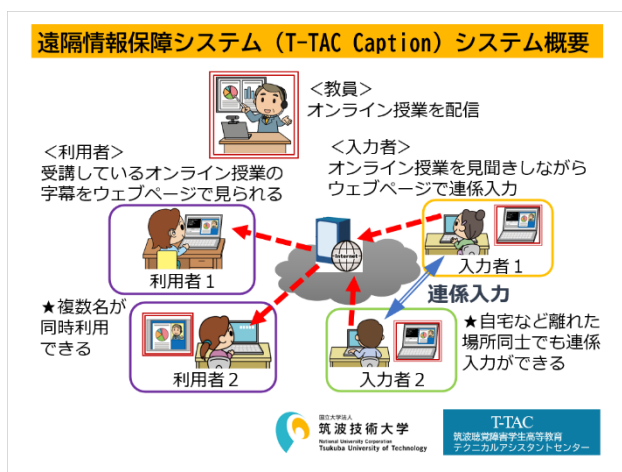 遠隔情報保障システム（T-TAC Caption）システム概要
＜教員＞
オンライン授業を配信
＜利用者＞
受講しているオンライン授業の
字幕をウェブページで見られる
＜入力者＞
オンライン授業を見聞きしながら
ウェブページで連係入力
Internet
利用者１
入力者１
連係入力
★複数名が
同時利用
できる
利用者２
入力者２
★自宅など離れた
場所同士でも連係
入力ができる
国立大学法人
筑波技術大学
National University Corporation
Tsukuba University of Technology
T-TAC
筑波聴覚障害学生高等教育
テクニカルアシスタントセンター